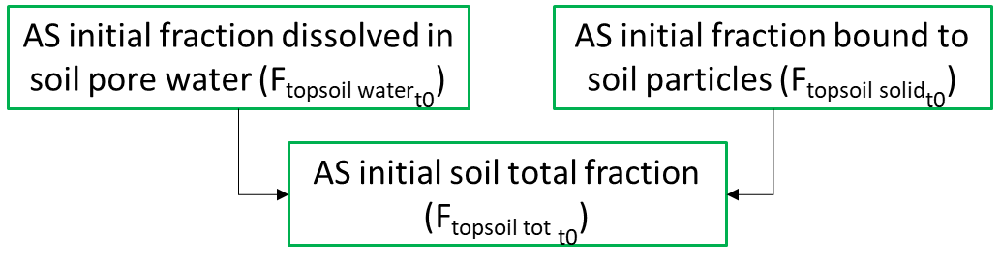 AS initial fraction dissolved in
soil pore water (Ftopsoil watert0)
AS initial fraction bound to
soil particles (Ftopsoil solidt0)
AS initial soil total fraction
(Ftopsoil tot t0)